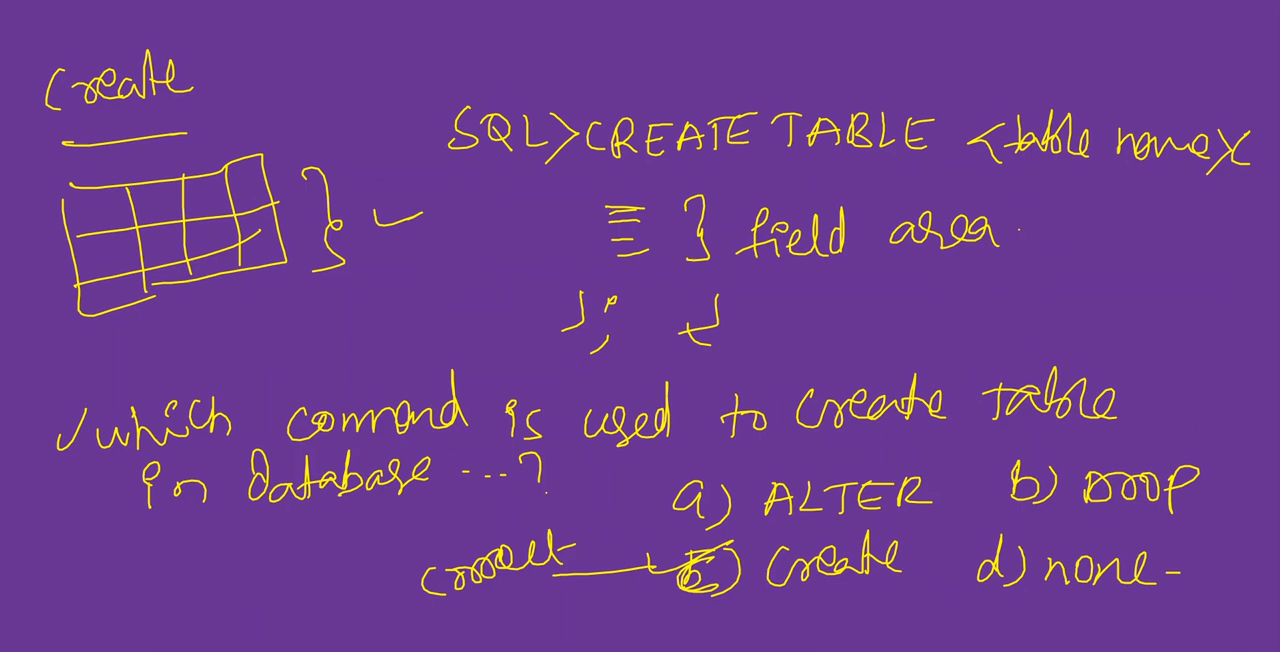 create
SQL>CREATE TABLE <table name>(
} field area.
);
which command is used to create table
in database ---?
a) ALTER b) DROP
correct c) create d) none-